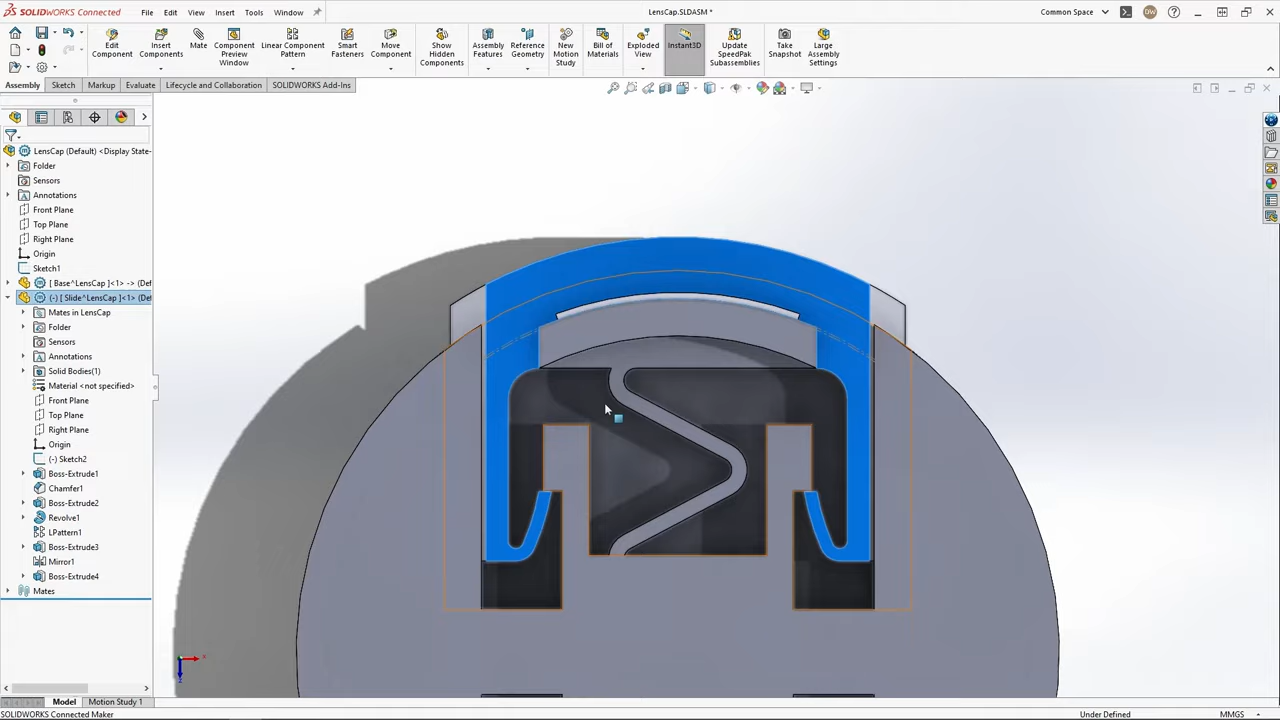 SOLIDWORKS Connected
File Edit View Insert Tools Window
LensCap.SLDASM *
Common Space
DW
Edit Component
Insert Components
Mate
Component Preview Window
Linear Component Pattern
Smart Fasteners
Move Component
Show Hidden Components
Assembly Features
Reference Geometry
New Motion Study
Bill of Materials
Exploded View
Instant3D
Update SpeedPak Subassemblies
Take Snapshot
Large Assembly Settings
Assembly Sketch Markup Evaluate Lifecycle and Collaboration SOLIDWORKS Add-Ins
LensCap (Default) <Display State-
Folder
Sensors
Annotations
Front Plane
Top Plane
Right Plane
Origin
Sketch1
[ Base^LensCap ]<1> -> (Def
(-) [ Slide^LensCap ]<1> (Def
Mates in LensCap
Folder
Sensors
Annotations
Solid Bodies(1)
Material <not specified>
Front Plane
Top Plane
Right Plane
Origin
(-) Sketch2
Boss-Extrude1
Chamfer1
Boss-Extrude2
Revolve1
LPattern1
Boss-Extrude3
Mirror1
Boss-Extrude4
Mates
Model Motion Study 1
SOLIDWORKS Connected Maker
Under Defined
MMGS